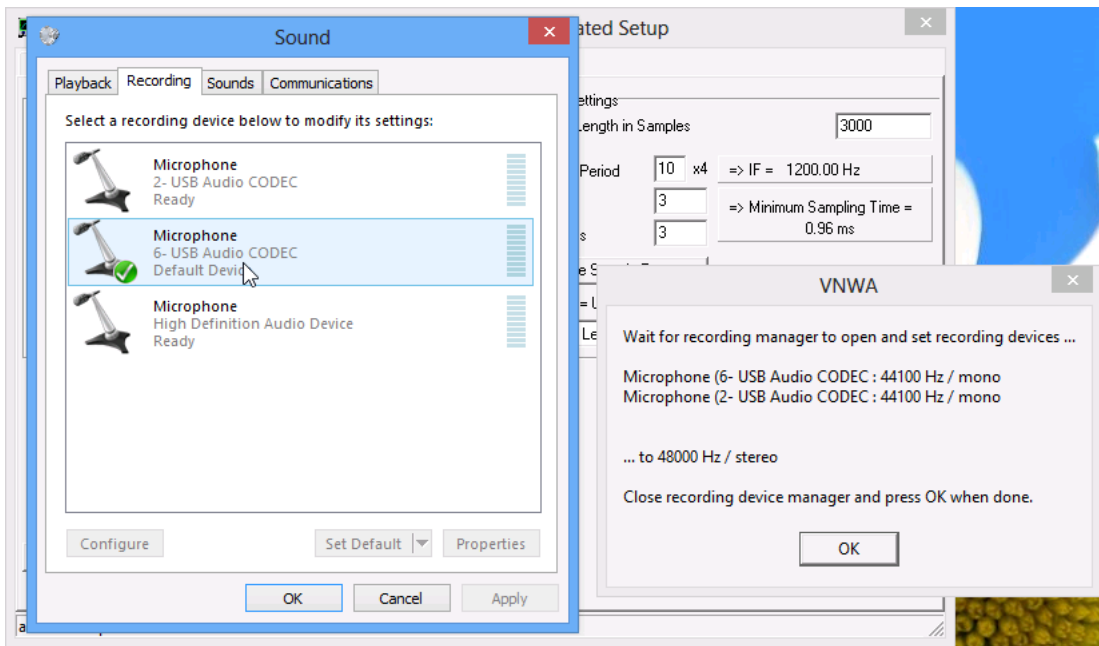 Sound
Playback
Recording
Sounds
Communications
Select a recording device below to modify its settings:
Microphone
2- USB Audio CODEC
Ready
Microphone
6- USB Audio CODEC
Default Device
Microphone
High Definition Audio Device
Ready
Configure
Set Default
Properties
OK
Cancel
Apply
ated Setup
ettings
Length in Samples
3000
Period
10
x4
=> IF = 1200.00 Hz
3
=> Minimum Sampling Time =
0.96 ms
s
3
Le
VNWA
Wait for recording manager to open and set recording devices ...
Microphone (6- USB Audio CODEC : 44100 Hz / mono
Microphone (2- USB Audio CODEC : 44100 Hz / mono
... to 48000 Hz / stereo
Close recording device manager and press OK when done.
OK